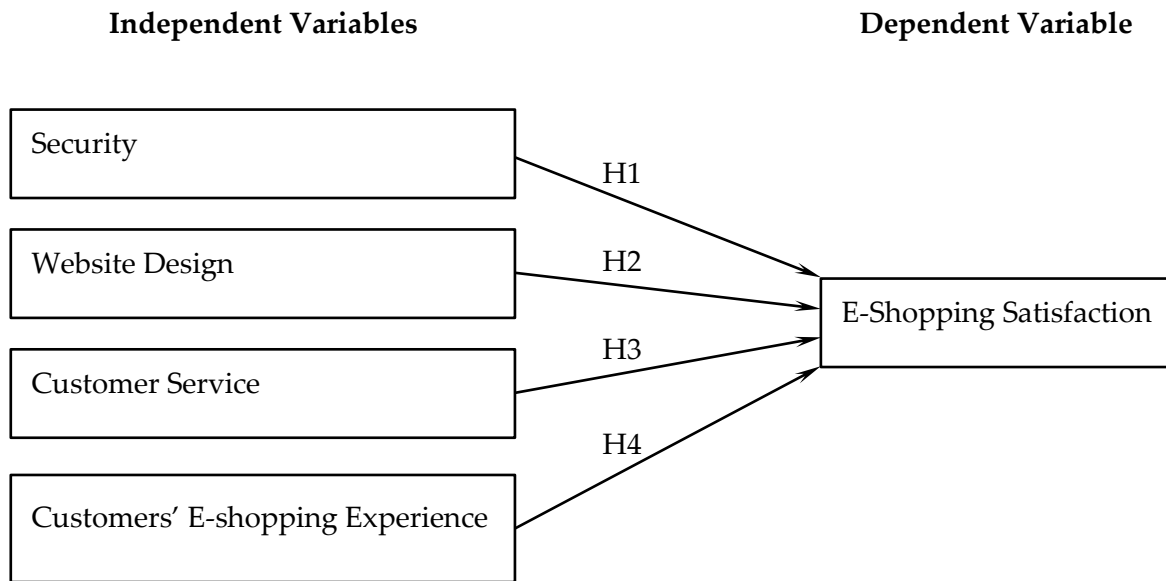 Independent Variables
Dependent Variable
Security
H1
Website Design
H2
E-Shopping Satisfaction
Customer Service
H3
Customers’ E-shopping Experience
H4